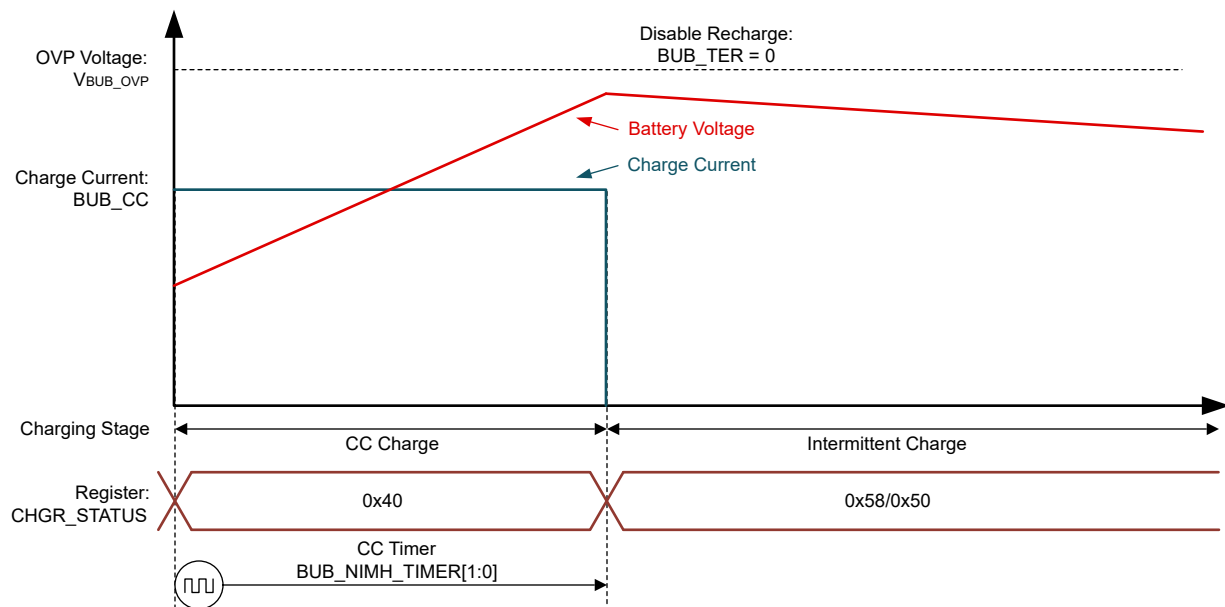 Disable Recharge:
BUB_TER = 0
OVP Voltage:
VBUB_OVP
Battery Voltage
Charge Current
Charge Current:
BUB_CC
Charging Stage
CC Charge
Intermittent Charge
Register:
CHGR_STATUS
0x40
0x58/0x50
CC Timer
BUB_NIMH_TIMER[1:0]